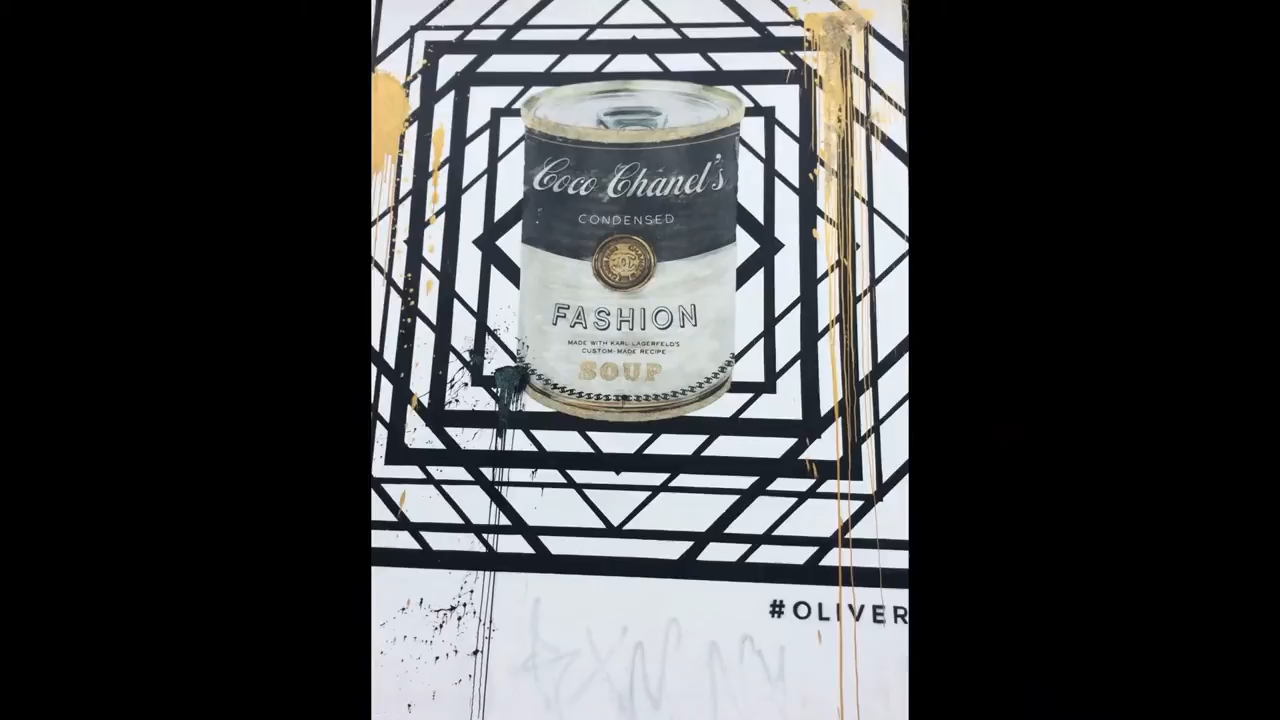 Coco Chanel's
CONDENSED
FASHION
MADE WITH KARL LAGERFELD'S
CUSTOM-MADE RECIPE
SOUP
#OLIVER